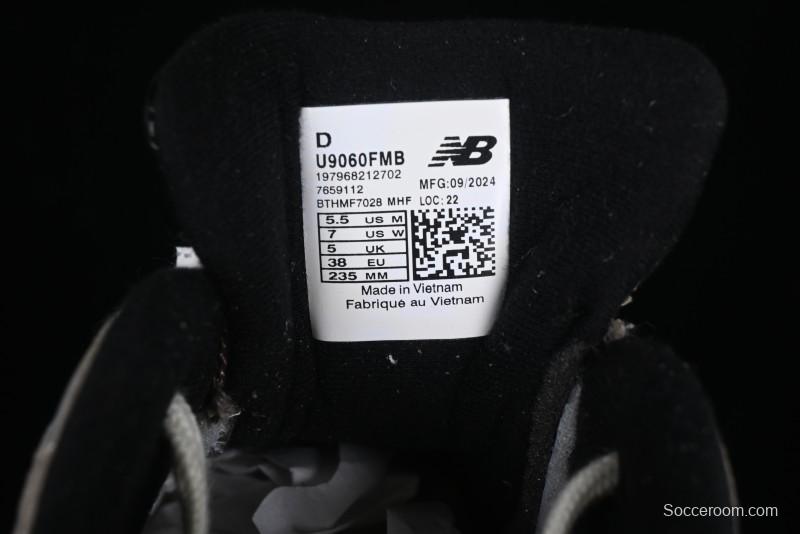 D
U9060FMB
NB
197968212702
7659112
MFG:09/2024
BTHMF7028 MHF LOC:22
5.5 US M
7 US W
5 UK
38 EU
235 MM
Made in Vietnam
Fabriqué au Vietnam
Socceroom.com